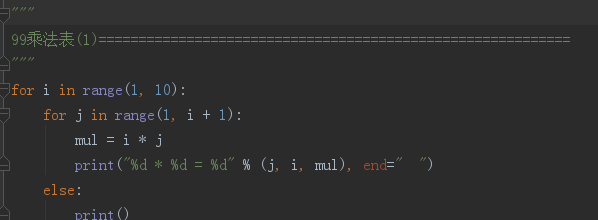 """
99乘法表(1)===========================================================
"""
for i in range(1, 10):
    for j in range(1, i + 1):
        mul = i * j
        print("%d * %d = %d" % (j, i, mul), end="  ")
    else:
        print()